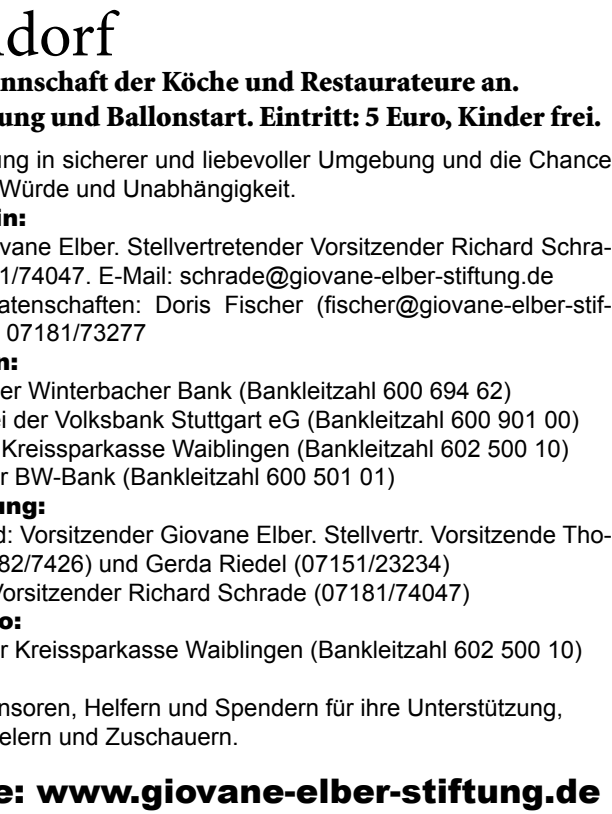 dorf
nnschaft der Köche und Restaurateure an.
ung und Ballonstart. Eintritt: 5 Euro, Kinder frei.
ung in sicherer und liebevoller Umgebung und die Chance
Würde und Unabhängigkeit.
in:
vane Elber. Stellvertretender Vorsitzender Richard Schra-
1/74047. E-Mail: schrade@giovane-elber-stiftung.de
atenschaften: Doris Fischer (fischer@giovane-elber-stif-
07181/73277
n:
er Winterbacher Bank (Bankleitzahl 600 694 62)
ei der Volksbank Stuttgart eG (Bankleitzahl 600 901 00)
Kreissparkasse Waiblingen (Bankleitzahl 602 500 10)
r BW-Bank (Bankleitzahl 600 501 01)
ung:
d: Vorsitzender Giovane Elber. Stellvertr. Vorsitzende Tho-
82/7426) und Gerda Riedel (07151/23234)
Vorsitzender Richard Schrade (07181/74047)
o:
r Kreissparkasse Waiblingen (Bankleitzahl 602 500 10)
nsoren, Helfern und Spendern für ihre Unterstützung,
elern und Zuschauern.
e: www.giovane-elber-stiftung.de